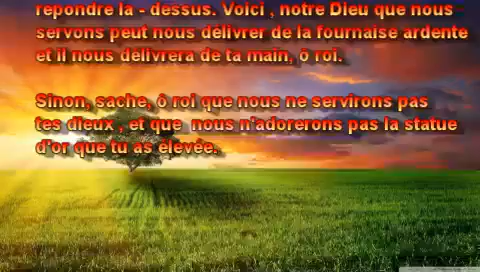 repondre la - dessus. Voici , notre Dieu que nous
servons peut nous délivrer de la fournaise ardente
et il nous délivrera de ta main, ô roi.
Sinon, sache, ô roi que nous ne servirons pas
tes dieux , et que nous n'adorerons pas la statue
d'or que tu as élevée.